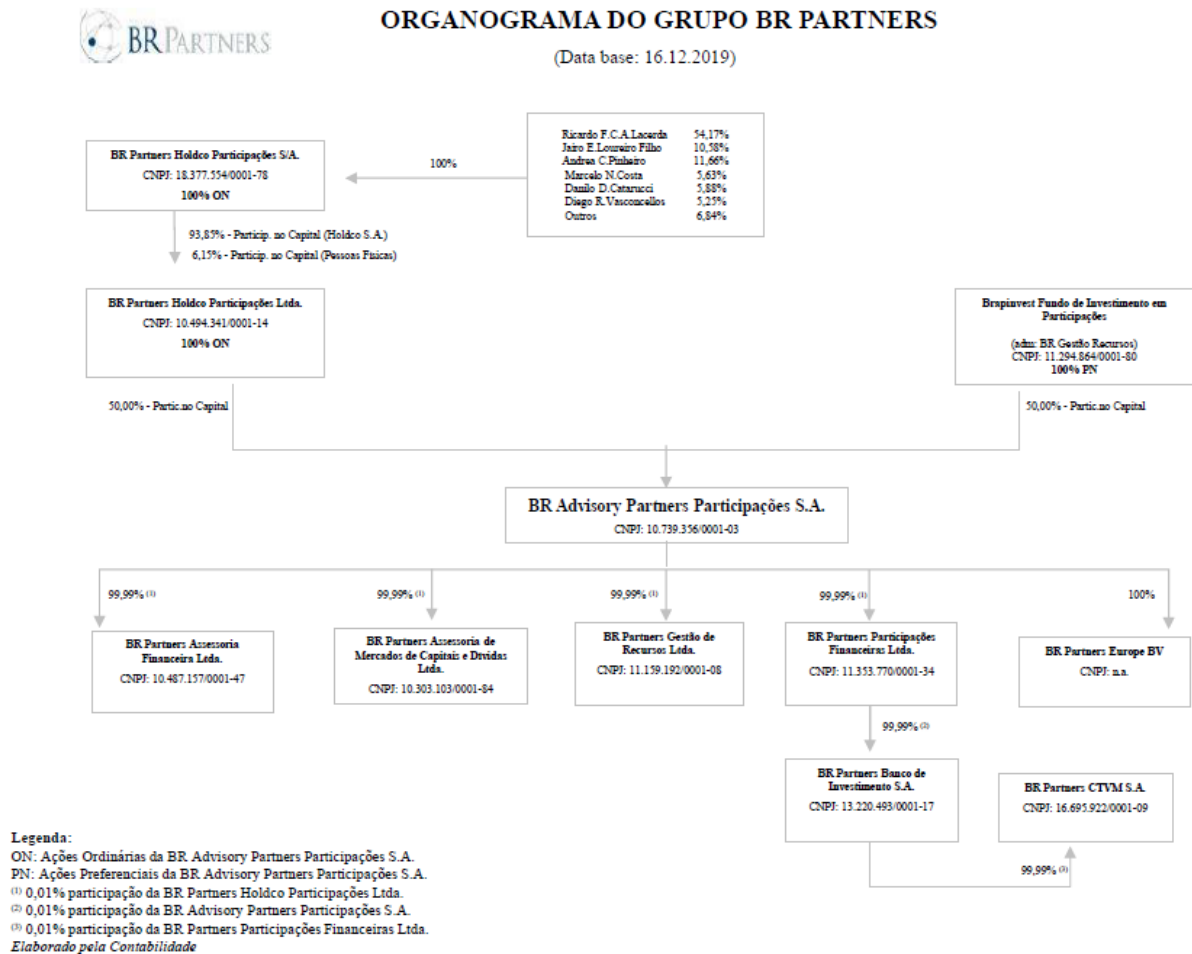 BR PARTNERS
ORGANOGRAMA DO GRUPO BR PARTNERS
(Data base: 16.12.2019)
Ricardo F.C.A.Lacerda 54,17%
Jairo E.Loureiro Filho 10,58%
Andrea C.Pinheiro 11,66%
Marcelo N.Costa 5,63%
Danilo D.Catarucci 5,88%
Diego R.Vasconcellos 5,25%
Outros 6,84%
100%
BR Partners Holdco Participações S/A.
CNPJ: 18.377.554/0001-78
100% ON
93,85% - Particip. no Capital (Holdco S.A.)
6,15% - Particip. no Capital (Pessoas Físicas)
BR Partners Holdco Participações Ltda.
CNPJ: 10.494.341/0001-14
100% ON
Brapinvest Fundo de Investimento em
Participações
(adm: BR Gestão Recursos)
CNPJ: 11.294.864/0001-80
100% PN
50,00% - Partic.no Capital
50,00% - Partic.no Capital
BR Advisory Partners Participações S.A.
CNPJ: 10.739.356/0001-03
99,99% (1)
99,99% (1)
99,99% (1)
99,99% (1)
100%
BR Partners Assessoria
Financeira Ltda.
CNPJ: 10.487.157/0001-47
BR Partners Assessoria de
Mercados de Capitais e Dívidas
Ltda.
CNPJ: 10.303.103/0001-84
BR Partners Gestão de
Recursos Ltda.
CNPJ: 11.159.192/0001-08
BR Partners Participações
Financeiras Ltda.
CNPJ: 11.353.770/0001-34
BR Partners Europe BV
CNPJ: n.a.
99,99% (2)
BR Partners Banco de
Investimento S.A.
CNPJ: 13.220.493/0001-17
BR Partners CTVM S.A.
CNPJ: 16.695.922/0001-09
99,99% (3)
Legenda:
ON: Ações Ordinárias da BR Advisory Partners Participações S.A.
PN: Ações Preferenciais da BR Advisory Partners Participações S.A.
(1) 0,01% participação da BR Partners Holdco Participações Ltda.
(2) 0,01% participação da BR Advisory Partners Participações S.A.
(3) 0,01% participação da BR Partners Participações Financeiras Ltda.
Elaborado pela Contabilidade